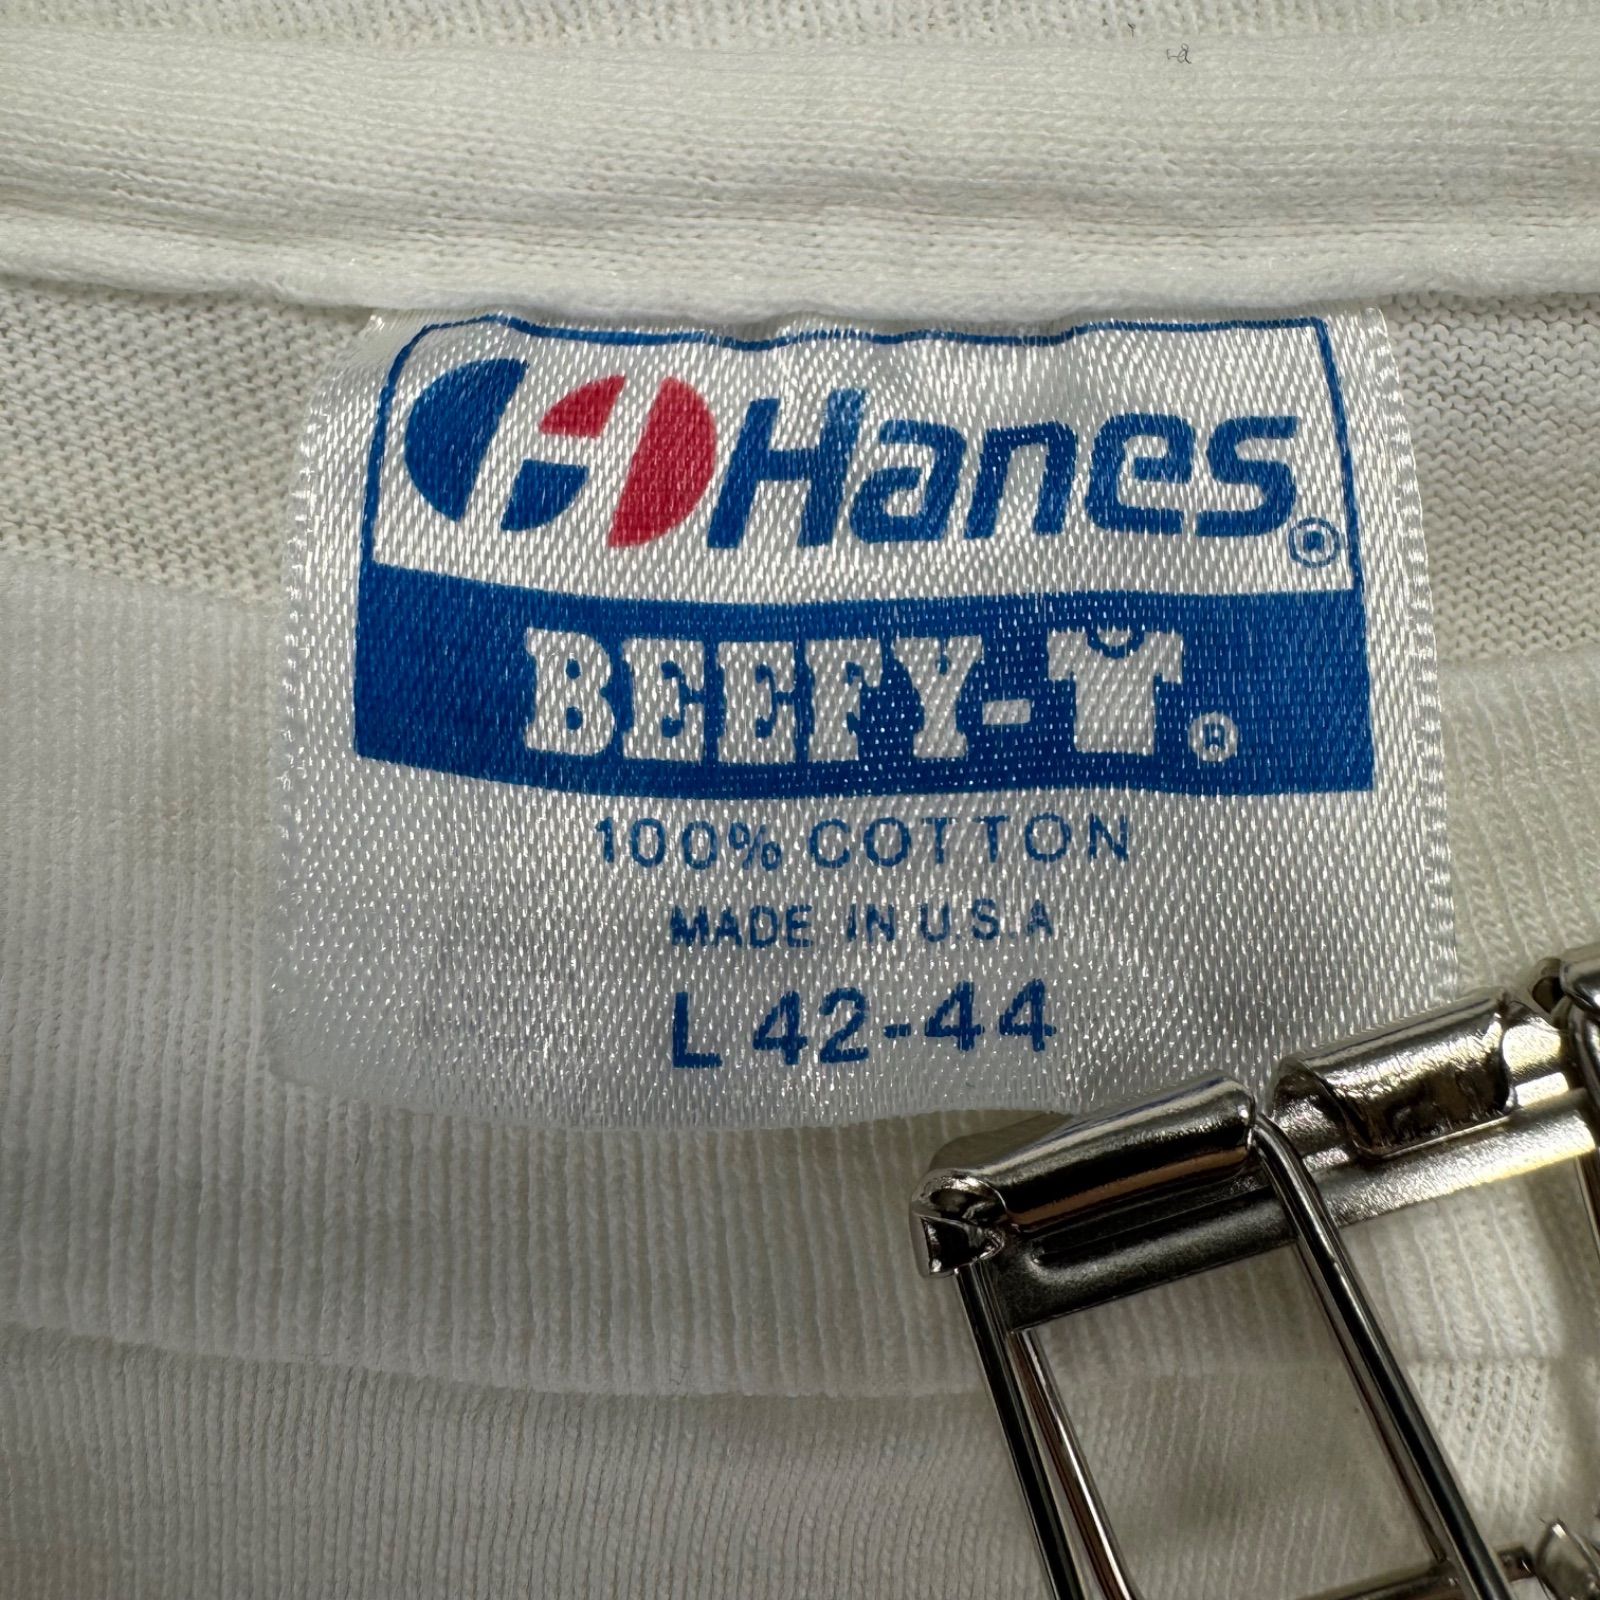 Hanes®
BEEFY-T®
100% COTTON
MADE IN U.S.A
L 42-44